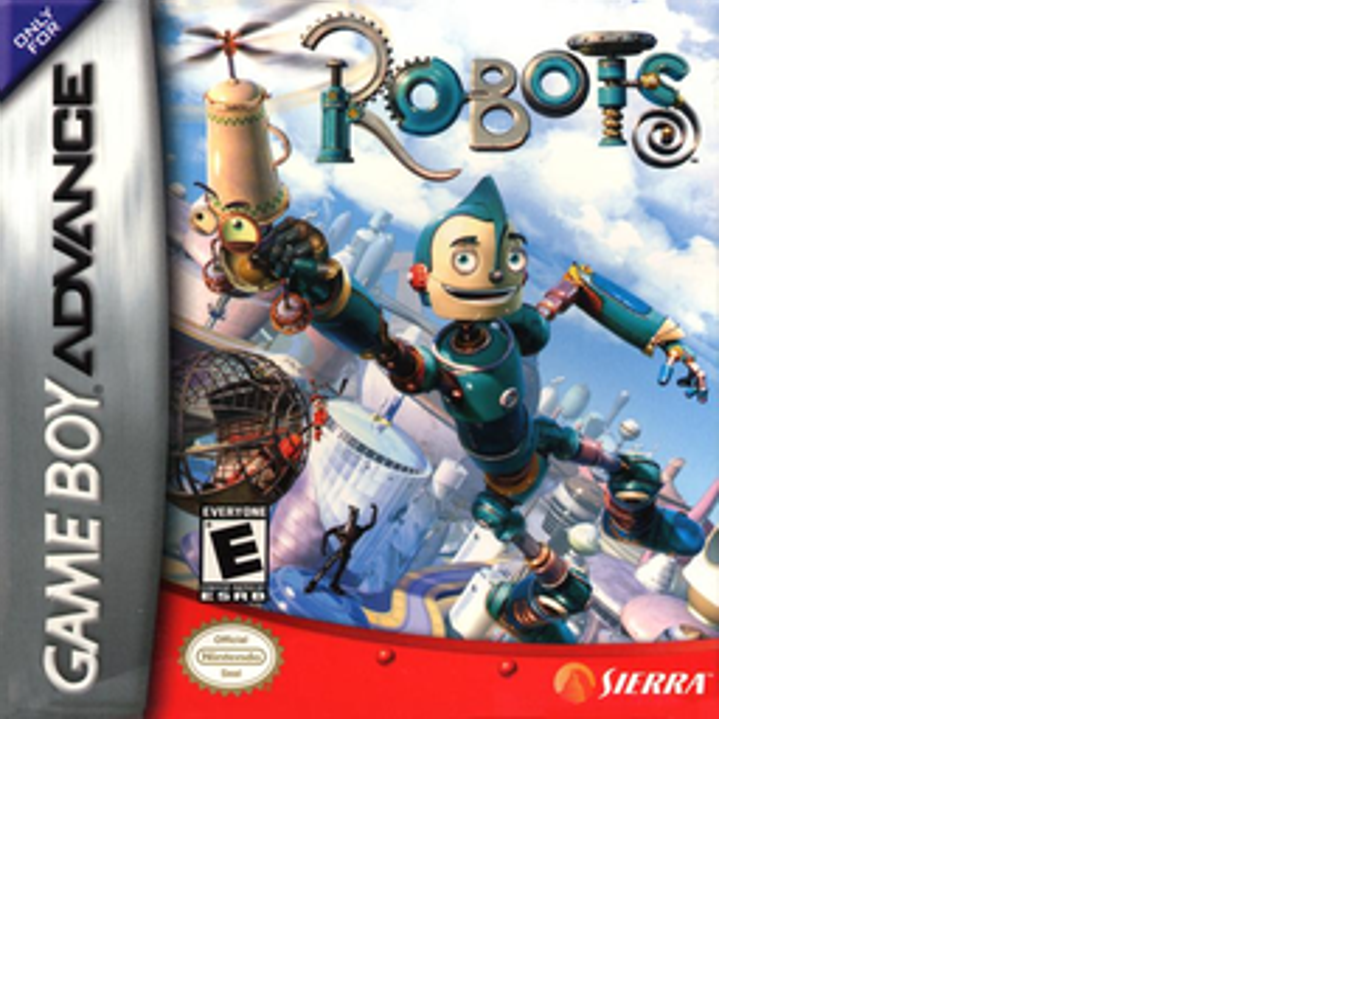 ONLY
FOR
GAME BOY ADVANCE
ROBOTS
EVERYONE
E
ESRB
Official
Nintendo
Seal
SIERRA